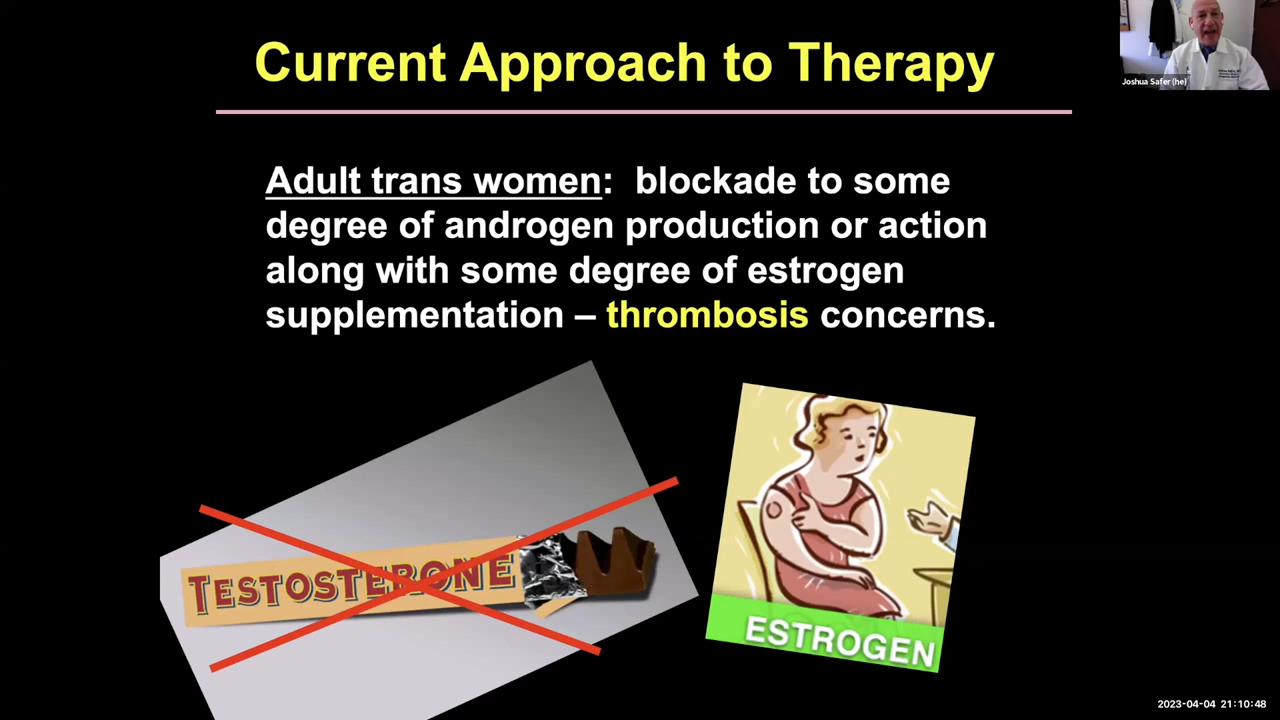 Current Approach to Therapy
Joshua Safer (he)
Adult trans women: blockade to some
degree of androgen production or action
along with some degree of estrogen
supplementation – thrombosis concerns.
TESTOSTERONE
ESTROGEN
2023-04-04 21:10:48